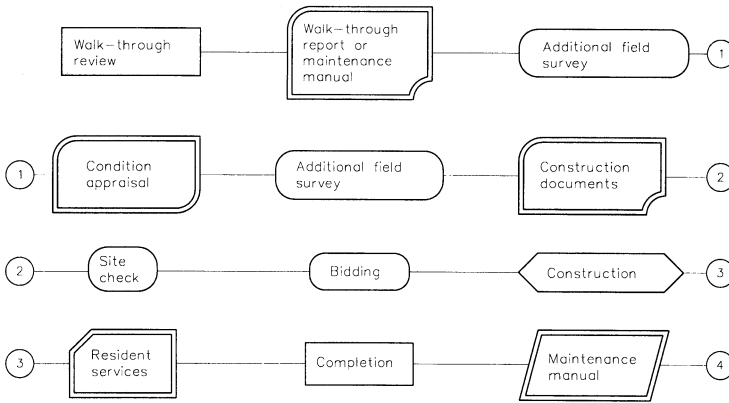 Walk-through
review
Walk-through
report or
maintenance
manual
Additional field
survey
1
1
Condition
appraisal
Additional field
survey
Construction
documents
2
2
Site
check
Bidding
Construction
3
3
Resident
services
Completion
Maintenance
manual
4